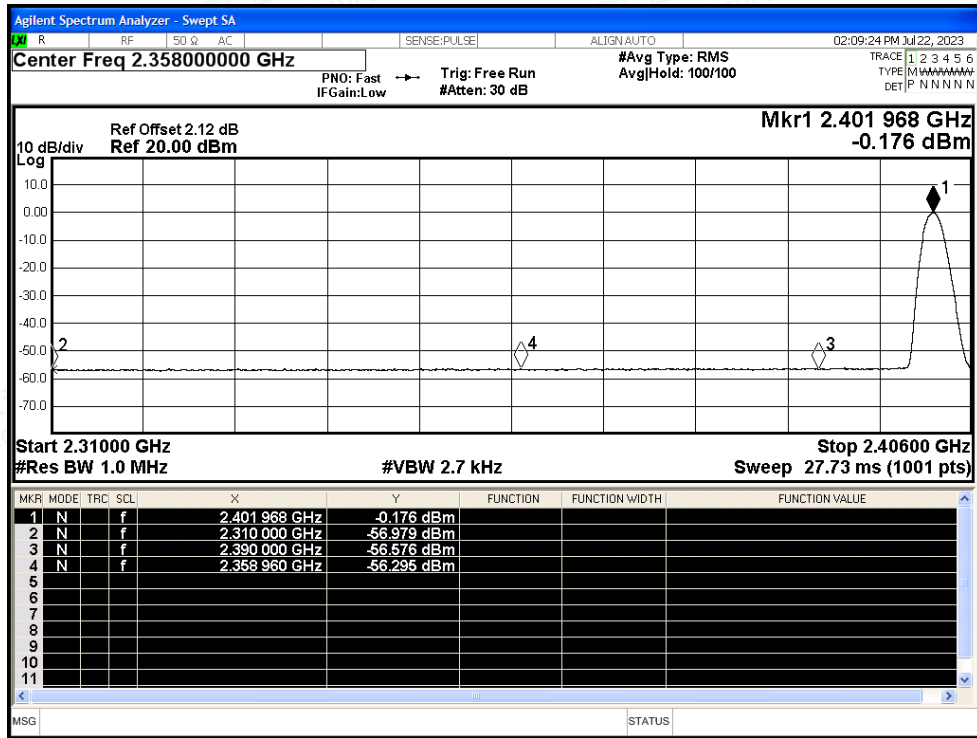 Agilent Spectrum Analyzer - Swept SA
LXI R RF 50 Ω AC SENSE:PULSE ALIGN AUTO 02:09:24 PM Jul 22, 2023
Center Freq 2.358000000 GHz #Avg Type: RMS TRACE 1 2 3 4 5 6
PNO: Fast Trig: Free Run Avg|Hold: 100/100 TYPE M WWWWW
IFGain:Low #Atten: 30 dB DET P N N N N N
Mkr1 2.401 968 GHz
Ref Offset 2.12 dB -0.176 dBm
10 dB/div Ref 20.00 dBm
Log
10.0
1
0.00
-10.0
-20.0
-30.0
-40.0
-50.0 2 4 3
-60.0
-70.0
Start 2.31000 GHz Stop 2.40600 GHz
#Res BW 1.0 MHz #VBW 2.7 kHz Sweep 27.73 ms (1001 pts)
MKR MODE TRC SCL X Y FUNCTION FUNCTION WIDTH FUNCTION VALUE
1 N f 2.401 968 GHz -0.176 dBm
2 N f 2.310 000 GHz -56.979 dBm
3 N f 2.390 000 GHz -56.576 dBm
4 N f 2.358 960 GHz -56.295 dBm
5
6
7
8
9
10
11
MSG STATUS